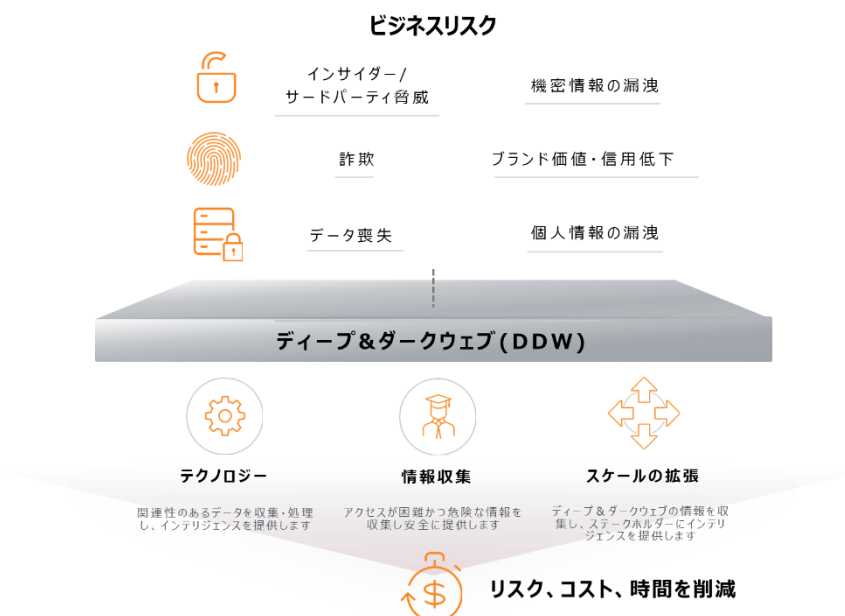 ビジネスリスク
インサイダー/
サードパーティ脅威
機密情報の漏洩
詐欺
ブランド価値・信用低下
データ喪失
個人情報の漏洩
ディープ&ダークウェブ(DDW)
テクノロジー
関連性のあるデータを収集・処理
し、インテリジェンスを提供します
情報収集
アクセスが困難かつ危険な情報を
収集し安全に提供します
スケールの拡張
ディープ&ダークウェブの情報を収
集し、ステークホルダーにインテリ
ジェンスを提供します
$
リスク、コスト、時間を削減